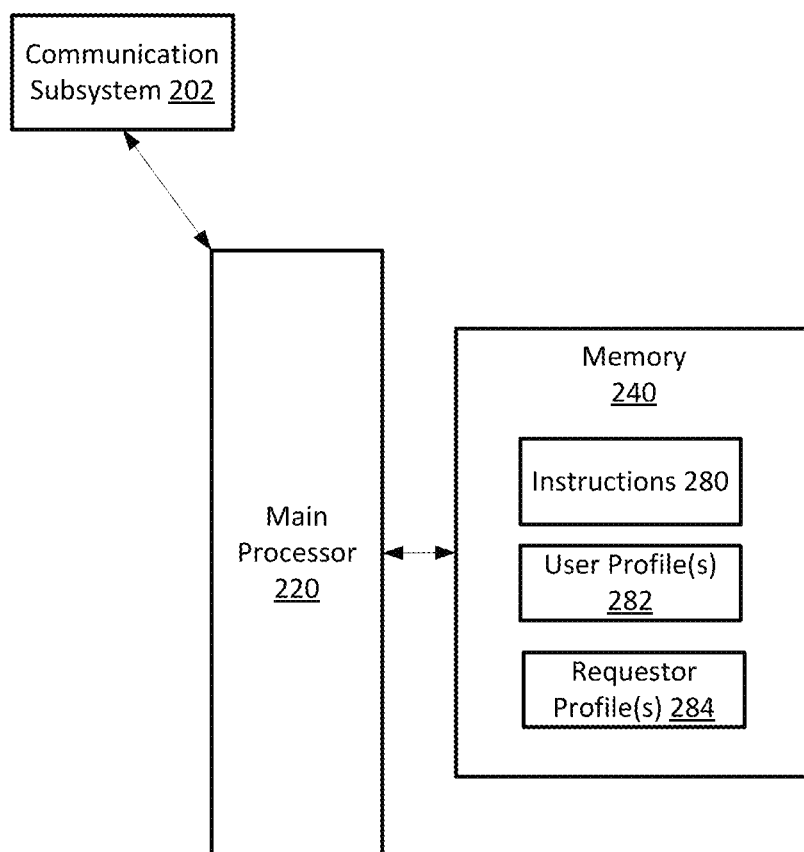 Communication
Subsystem 202
Memory
240
Instructions 280
Main
Processor
220
User Profile(s)
282
Requestor
Profile(s) 284